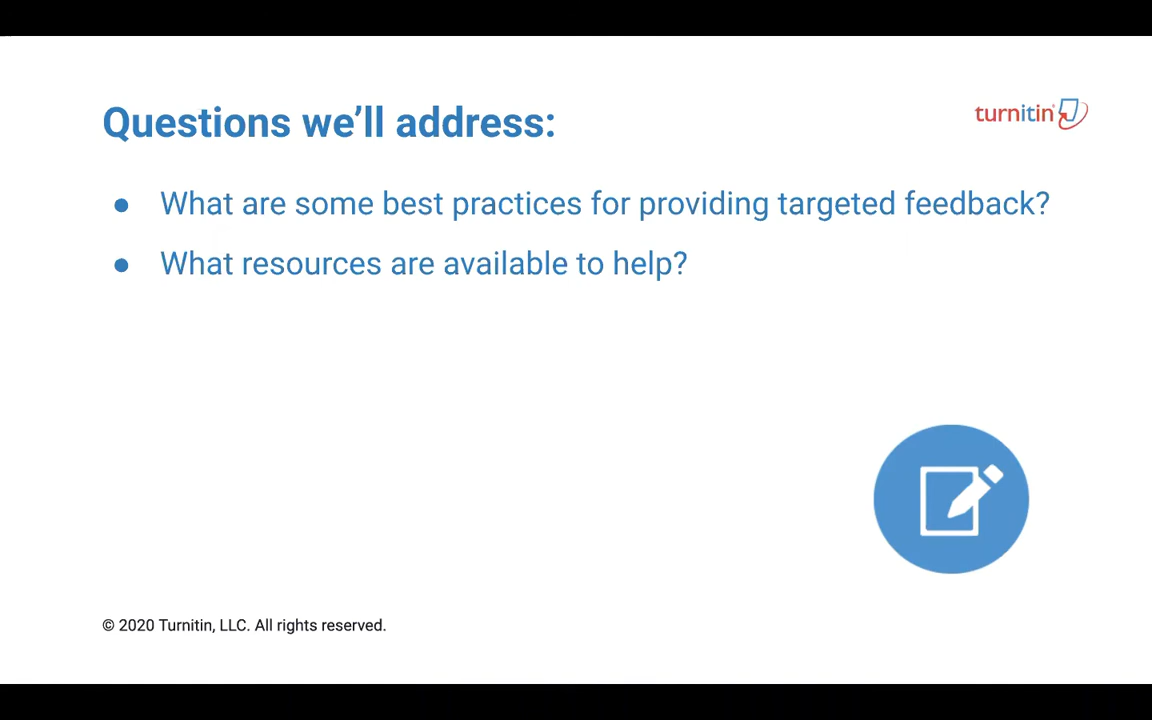 Questions we'll address:
turnitin
● What are some best practices for providing targeted feedback?
● What resources are available to help?
© 2020 Turnitin, LLC. All rights reserved.